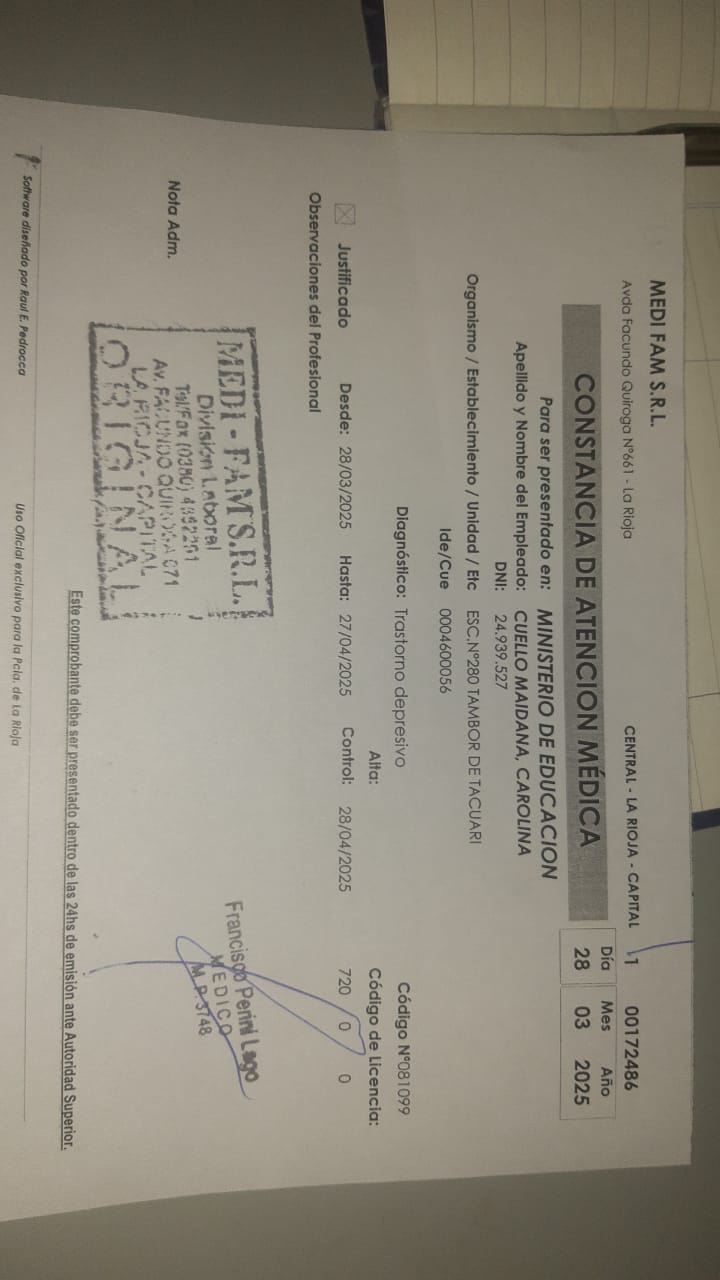 MEDI FAM S.R.L.
Avda Facundo Quiroga N°661 - La Rioja
CENTRAL - LA RIOJA - CAPITAL
1 00172486
CONSTANCIA DE ATENCION MÉDICA
Día Mes Año
28 03 2025
Para ser presentado en: MINISTERIO DE EDUCACION
Apellido y Nombre del Empleado: CUELLO MAIDANA, CAROLINA
DNI: 24.939.527
Organismo / Establecimiento / Unidad / Etc ESC.N°280 TAMBOR DE TACUARI
Ide/Cue 0004600056
Diagnóstico: Trastorno depresivo
Código N°081099
Alta:
Código de Licencia:
Justificado Desde: 28/03/2025 Hasta: 27/04/2025 Control: 28/04/2025 720 0 0
Observaciones del Profesional
MEDI - FAM S.R.L.
División Laboral
Tel/Fax (0380)
Av. FACUNDO QUIROGA 671
LA RIOJA - CAPITAL
ORIGINAL
Francisco Perini Lago
MEDICO
M.P. 3748
Nota Adm.
Este comprobante debe ser presentado dentro de las 24hs de emisión ante Autoridad Superior.
Software diseñado por Raul E. Pedrocca
Uso Oficial exclusivo para la Pcia. de La Rioja